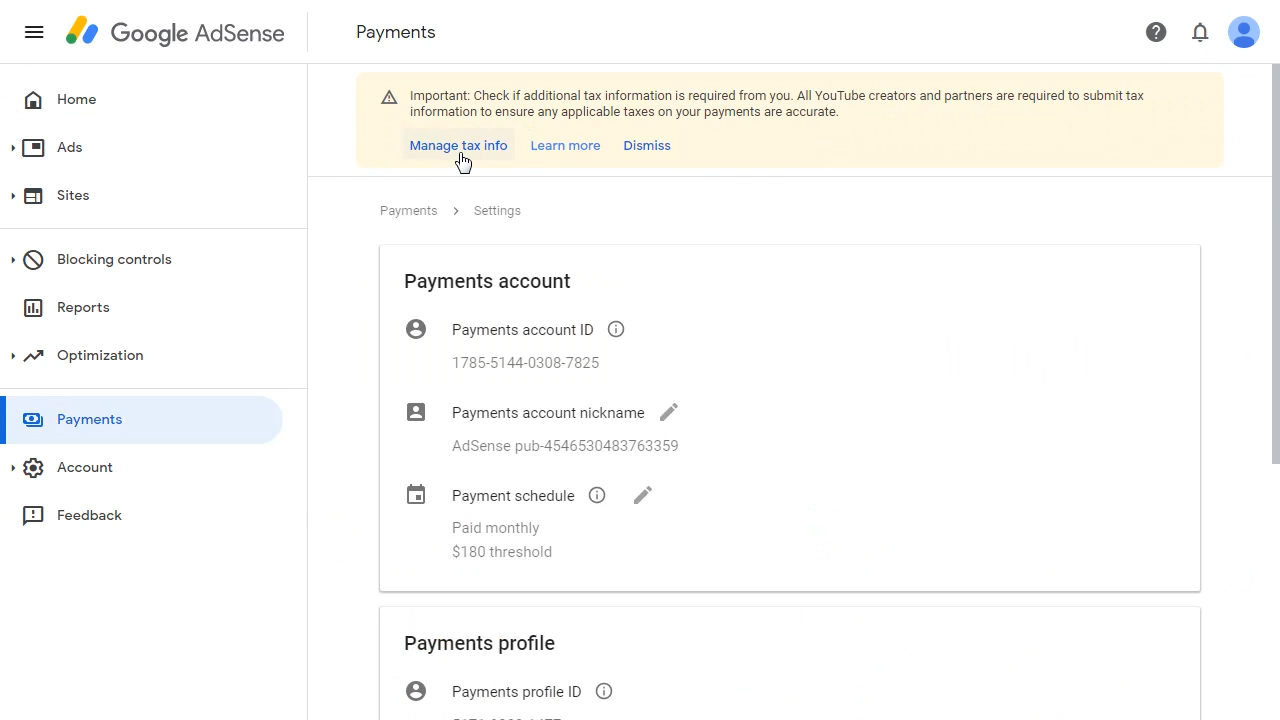 Google AdSense
Payments
Home
Ads
Sites
Blocking controls
Reports
Optimization
Payments
Account
Feedback
Important: Check if additional tax information is required from you. All YouTube creators and partners are required to submit tax
information to ensure any applicable taxes on your payments are accurate.
Manage tax info Learn more Dismiss
Payments > Settings
Payments account
Payments account ID
1785-5144-0308-7825
Payments account nickname
AdSense pub-4546530483763359
Payment schedule
Paid monthly
$180 threshold
Payments profile
Payments profile ID